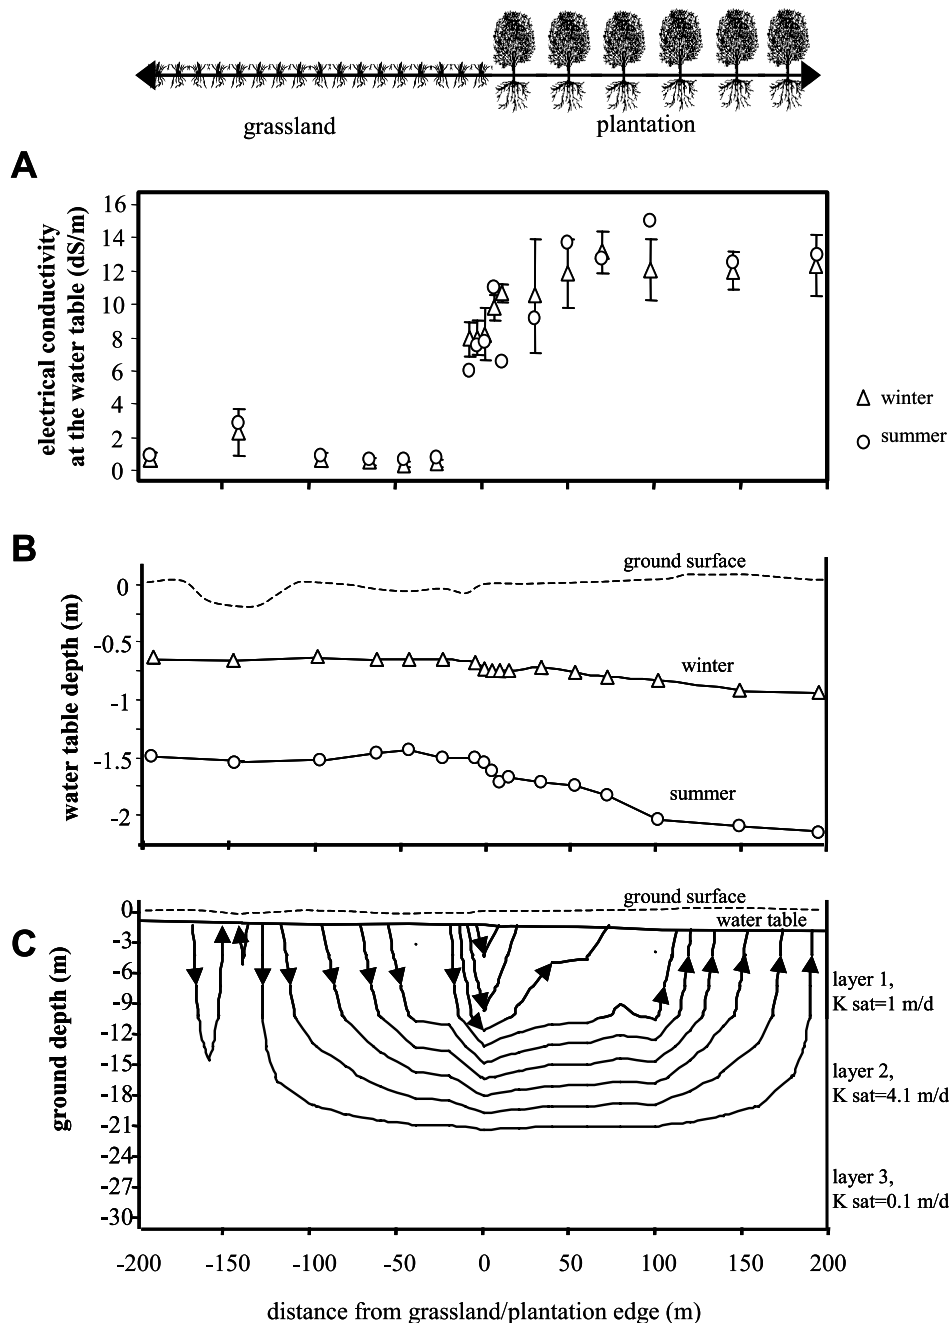 grassland
plantation
A
electrical conductivity
at the water table (dS/m)
16
14
12
10
8
6
4
2
0
winter
summer
B
water table depth (m)
0
-0.5
-1
-1.5
-2
ground surface
winter
summer
C
ground depth (m)
0
-3
-6
-9
-12
-15
-18
-21
-24
-27
-30
ground surface
water table
layer 1,
K sat=1 m/d
layer 2,
K sat=4.1 m/d
layer 3,
K sat=0.1 m/d
-200 -150 -100 -50 0 50 100 150 200
distance from grassland/plantation edge (m)